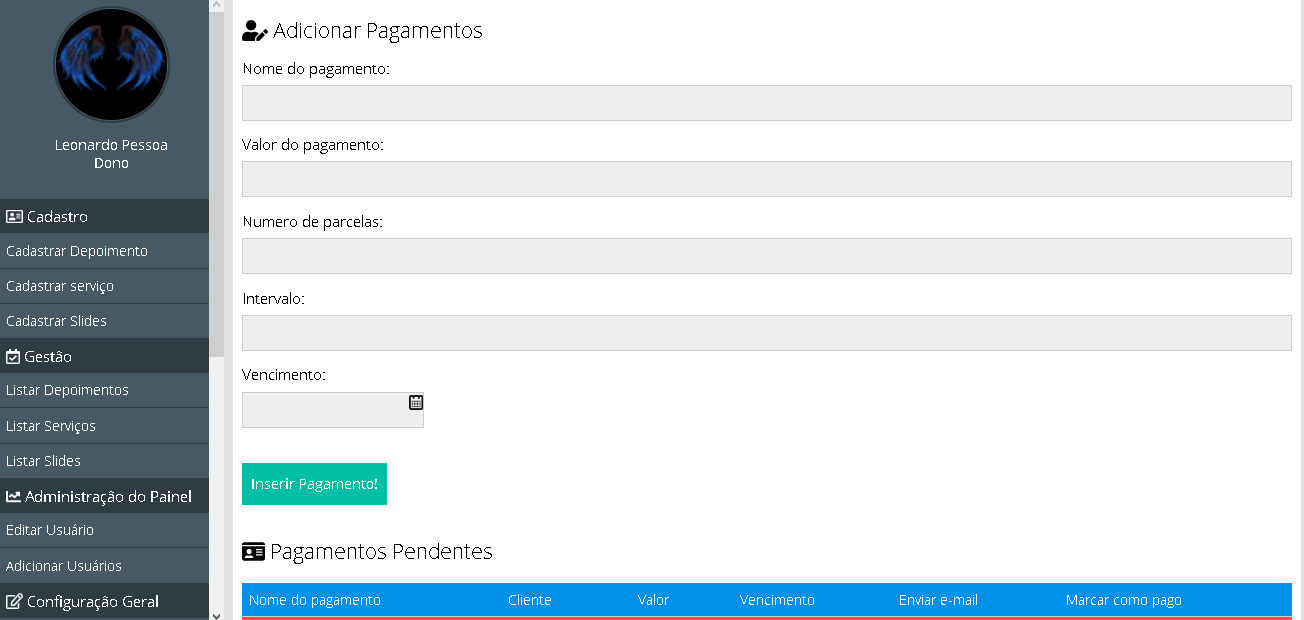 Leonardo Pessoa
Dono
Cadastro
Cadastrar Depoimento
Cadastrar serviço
Cadastrar Slides
Gestão
Listar Depoimentos
Listar Serviços
Listar Slides
Administração do Painel
Editar Usuário
Adicionar Usuários
Configuração Geral
Adicionar Pagamentos
Nome do pagamento:
Valor do pagamento:
Numero de parcelas:
Intervalo:
Vencimento:
Inserir Pagamento!
Pagamentos Pendentes
Nome do pagamento Cliente Valor Vencimento Enviar e-mail Marcar como pago